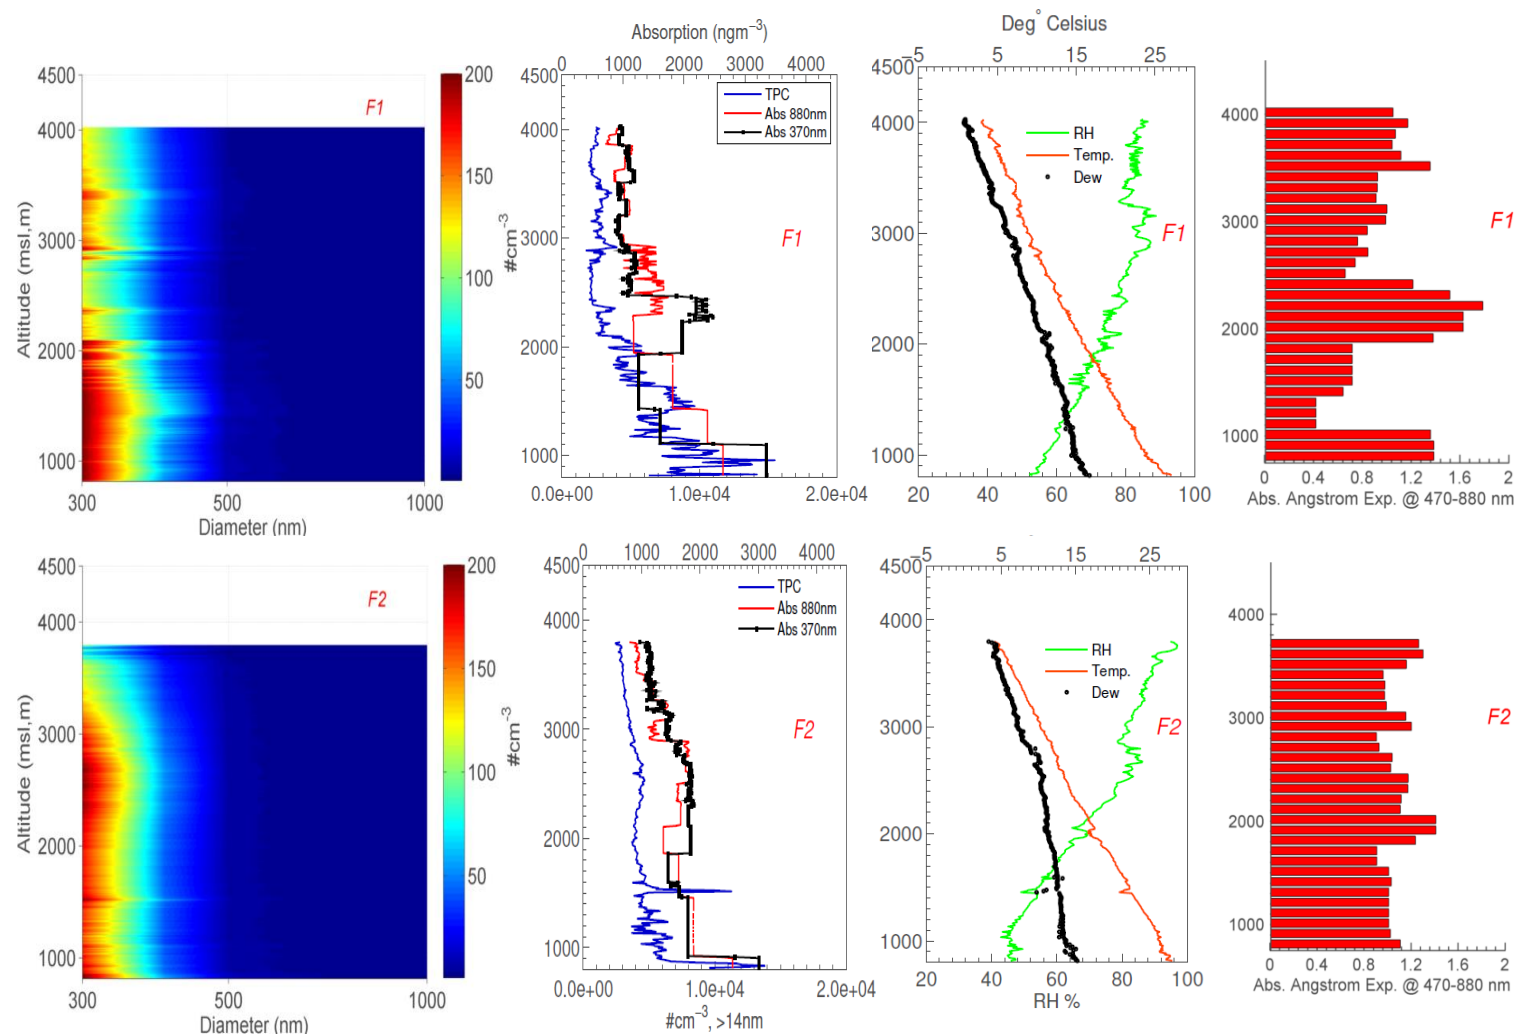 Absorption (ngm⁻³)
0 1000 2000 3000 4000
Deg° Celsius
−5 5 15 24
4500
4000
3000
2000
1000
Altitude (msl,m)
300 500 1000
Diameter (nm)
F1
200
150
100
50
#cm⁻³
4500
4000
3000
2000
1000
TPC
Abs 880nm
Abs 370nm
F1
0.0e+00 1.0e+04 2.0e+04
4500
4000
3000
2000
1000
RH
Temp.
Dew
F1
20 40 60 80 100
4000
3000
2000
1000
F1
0 0.4 0.8 1.2 1.6 2
Abs. Angstrom Exp. @ 470-880 nm
4500
4000
3000
2000
1000
Altitude (msl,m)
300 500 1000
Diameter (nm)
F2
200
150
100
50
#cm⁻³
0 1000 2000 3000 4000
4500
4000
3000
2000
1000
TPC
Abs 880nm
Abs 370nm
F2
0.0e+00 1.0e+04 2.0e+04
#cm⁻³, >14nm
−5 5 15 28
4500
4000
3000
2000
1000
RH
Temp.
Dew
F2
20 40 60 80 100
RH %
4000
3000
2000
1000
F2
0 0.4 0.8 1.2 1.6 2
Abs. Angstrom Exp. @ 470-880 nm